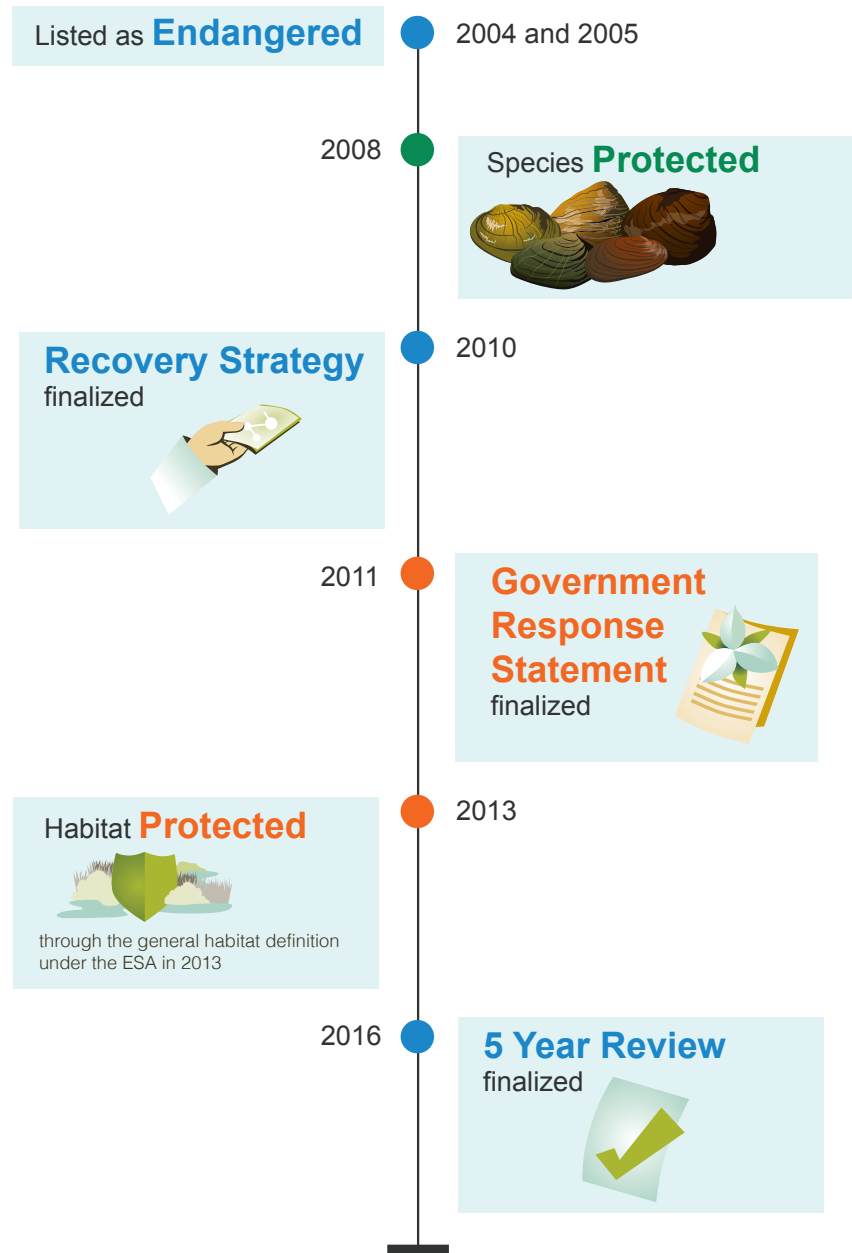 Listed as Endangered
2004 and 2005
2008
Species Protected
2010
Recovery Strategy
finalized
2011
Government
Response
Statement
finalized
2013
Habitat Protected
through the general habitat definition
under the ESA in 2013
2016
5 Year Review
finalized